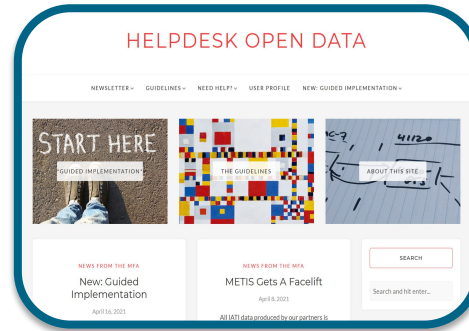 HELPDESK OPEN DATA
NEWSLETTER GUIDELINES NEED HELP! USER PROFILE NEW: GUIDED IMPLEMENTATION
START HERE
"GUIDED IMPLEMENTATION"
THE GUIDELINES
41120
ABOUT THIS SITE
NEWS FROM THE MFA
New: Guided
Implementation
April 16, 2021
NEWS FROM THE MFA
METIS Gets A Facelift
April 8, 2021
All IATI data produced by our partners is
SEARCH
Search and hit enter...